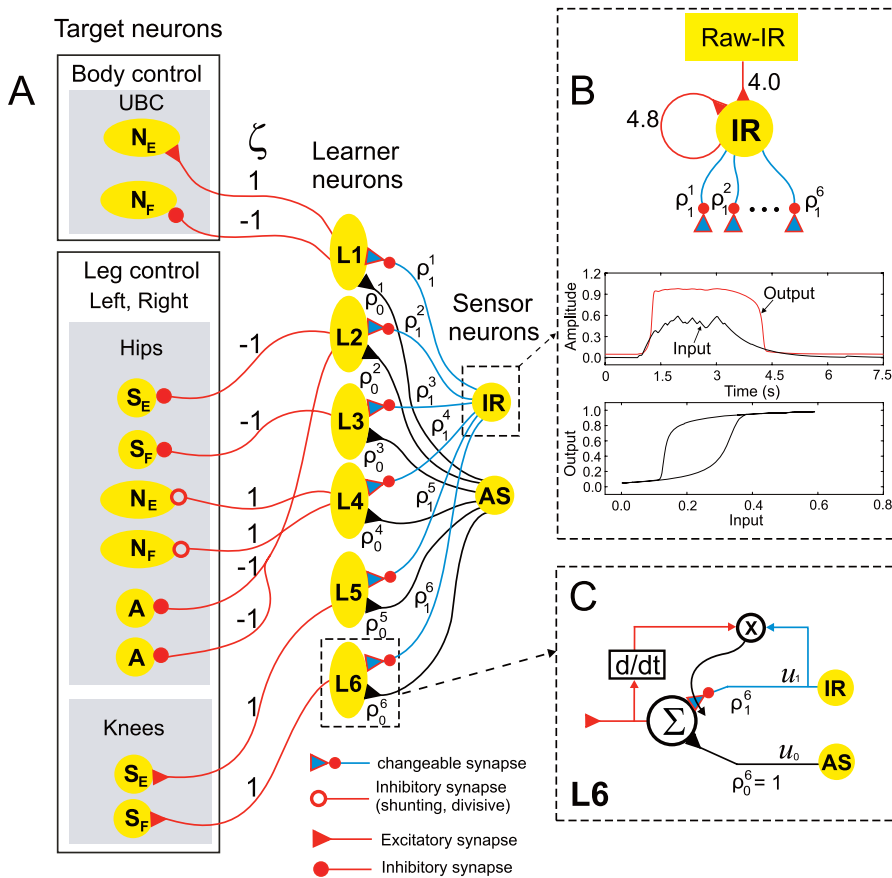 Target neurons
A
Body control
UBC
N_E
N_F
ζ
1
-1
Learner
neurons
Leg control
Left, Right
Hips
S_E
S_F
N_E
N_F
A
A
-1
-1
1
1
-1
-1
Knees
S_E
S_F
1
1
L1
L2
L3
L4
L5
L6
ρ_0^1
ρ_0^2
ρ_0^3
ρ_0^4
ρ_0^5
ρ_0^6
ρ_1^1
ρ_1^2
ρ_1^3
ρ_1^4
ρ_1^5
ρ_1^6
Sensor
neurons
IR
AS
changeable synapse
Inhibitory synapse
(shunting, divisive)
Excitatory synapse
Inhibitory synapse
B
Raw-IR
4.0
4.8
IR
ρ_1^1 ρ_1^2 ••• ρ_1^6
Amplitude
1.2
0.9
0.6
0.3
0.0
Output
Input
0 1.5 3 4.5 6 7.5
Time (s)
Output
1.0
0.8
0.6
0.4
0.2
0.0
0.0 0.2 0.4 0.6 0.8
Input
C
X
d/dt
u_1
IR
ρ_1^6
Σ
u_0
AS
ρ_0^6 = 1
L6